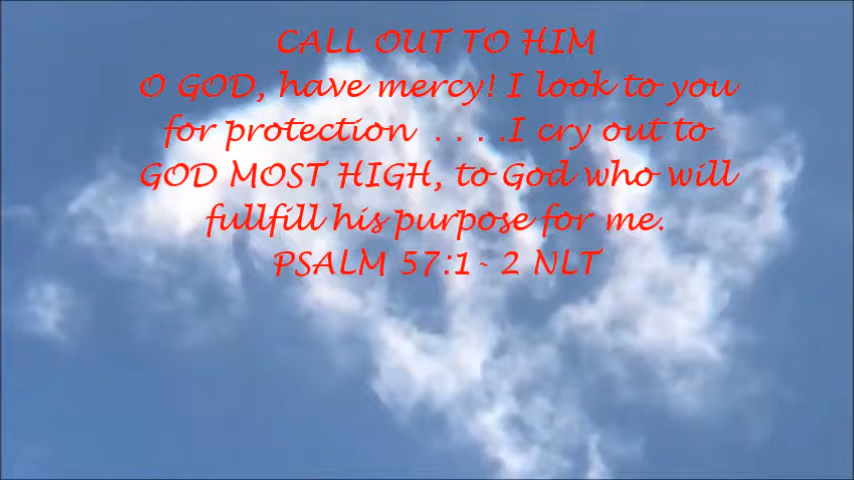 CALL OUT TO HIM
O GOD, have mercy! I look to you
for protection . . . .I cry out to
GOD MOST HIGH, to God who will
fullfill his purpose for me.
PSALM 57:1 - 2 NLT